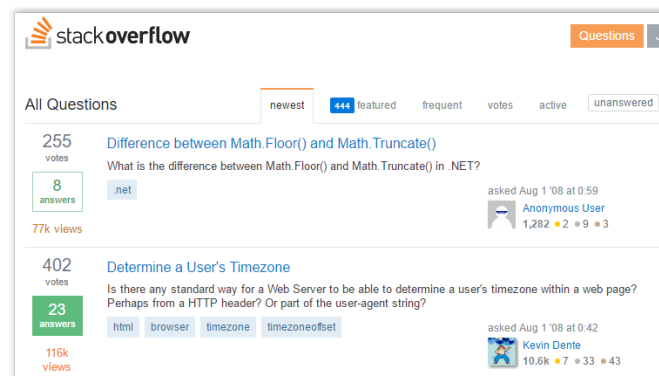 stackoverflow
Questions
All Questions
newest
444 featured
frequent
votes
active
unanswered
255
votes
8
answers
77k views
Difference between Math.Floor() and Math.Truncate()
What is the difference between Math.Floor() and Math.Truncate() in .NET?
.net
asked Aug 1 '08 at 0:59
Anonymous User
1,282 ●2 ●9 ●3
402
votes
23
answers
116k
views
Determine a User's Timezone
Is there any standard way for a Web Server to be able to determine a user's timezone within a web page?
Perhaps from a HTTP header? Or part of the user-agent string?
html browser timezone timezoneoffset
asked Aug 1 '08 at 0:42
Kevin Dente
10.6k ●7 ●33 ●43